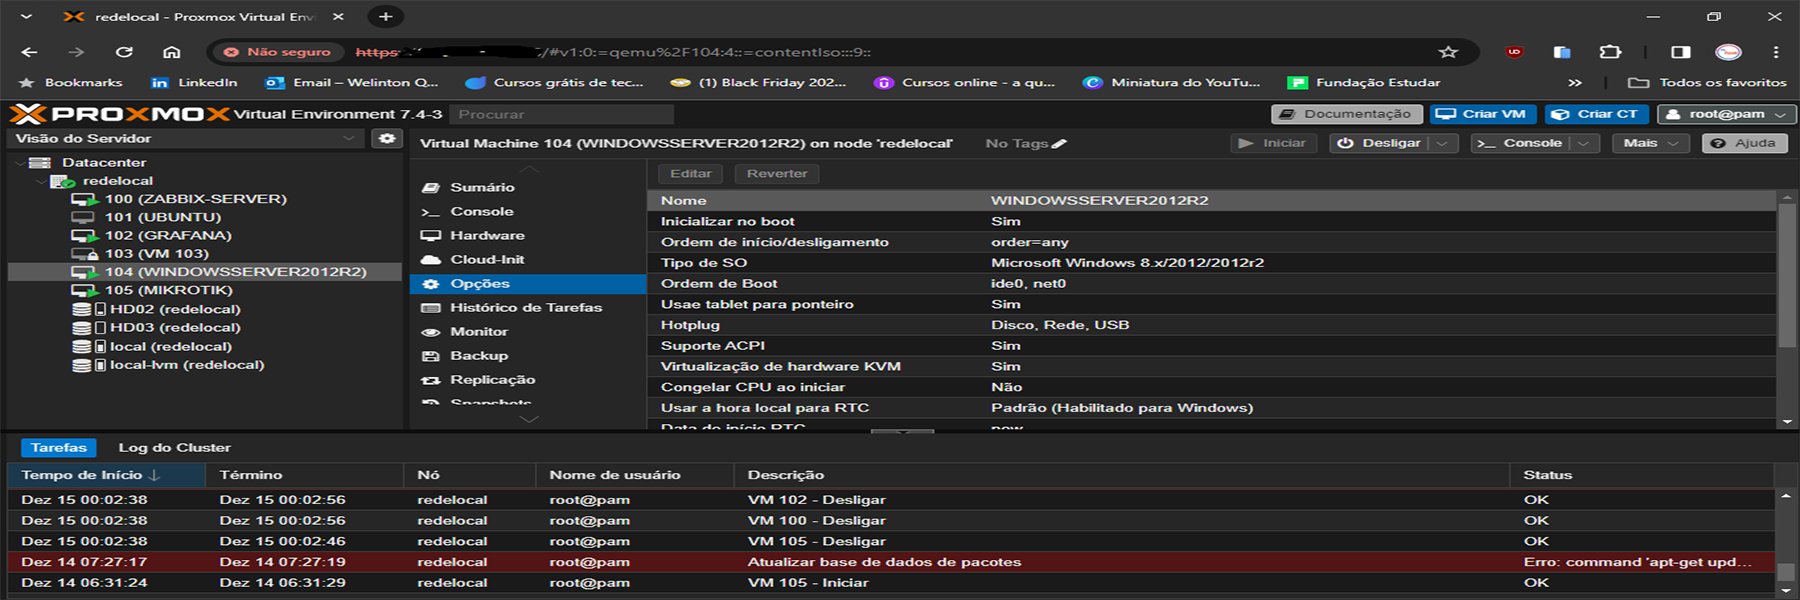 redelocal - Proxmox Virtual Envi
Não seguro https: /#v1:0:=qemu%2F104:4::=contentIso:::9::
Bookmarks LinkedIn Email – Welinton Q... Cursos grátis de tec... (1) Black Friday 202... Cursos online - a qu... Miniatura do YouTu... Fundação Estudar » Todos os favoritos
PROXMOX Virtual Environment 7.4-3 Procurar Documentação Criar VM Criar CT root@pam
Visão do Servidor
Virtual Machine 104 (WINDOWSSERVER2012R2) on node 'redelocal' No Tags Iniciar Desligar Console Mais Ajuda
Datacenter
redelocal
100 (ZABBIX-SERVER)
101 (UBUNTU)
102 (GRAFANA)
103 (VM 103)
104 (WINDOWSSERVER2012R2)
105 (MIKROTIK)
HD02 (redelocal)
HD03 (redelocal)
local (redelocal)
local-lvm (redelocal)
Sumário
Console
Hardware
Cloud-Init
Opções
Histórico de Tarefas
Monitor
Backup
Replicação
Snapshots
Editar Reverter
Nome WINDOWSSERVER2012R2
Inicializar no boot Sim
Ordem de início/desligamento order=any
Tipo de SO Microsoft Windows 8.x/2012/2012r2
Ordem de Boot ide0, net0
Usae tablet para ponteiro Sim
Hotplug Disco, Rede, USB
Suporte ACPI Sim
Virtualização de hardware KVM Sim
Congelar CPU ao iniciar Não
Usar a hora local para RTC Padrão (Habilitado para Windows)
Data do início RTC now
Tarefas Log do Cluster
Tempo de Início Término Nó Nome de usuário Descrição Status
Dez 15 00:02:38 Dez 15 00:02:56 redelocal root@pam VM 102 - Desligar OK
Dez 15 00:02:38 Dez 15 00:02:56 redelocal root@pam VM 100 - Desligar OK
Dez 15 00:02:38 Dez 15 00:02:46 redelocal root@pam VM 105 - Desligar OK
Dez 14 07:27:17 Dez 14 07:27:19 redelocal root@pam Atualizar base de dados de pacotes Erro: command 'apt-get upd...
Dez 14 06:31:24 Dez 14 06:31:29 redelocal root@pam VM 105 - Iniciar OK